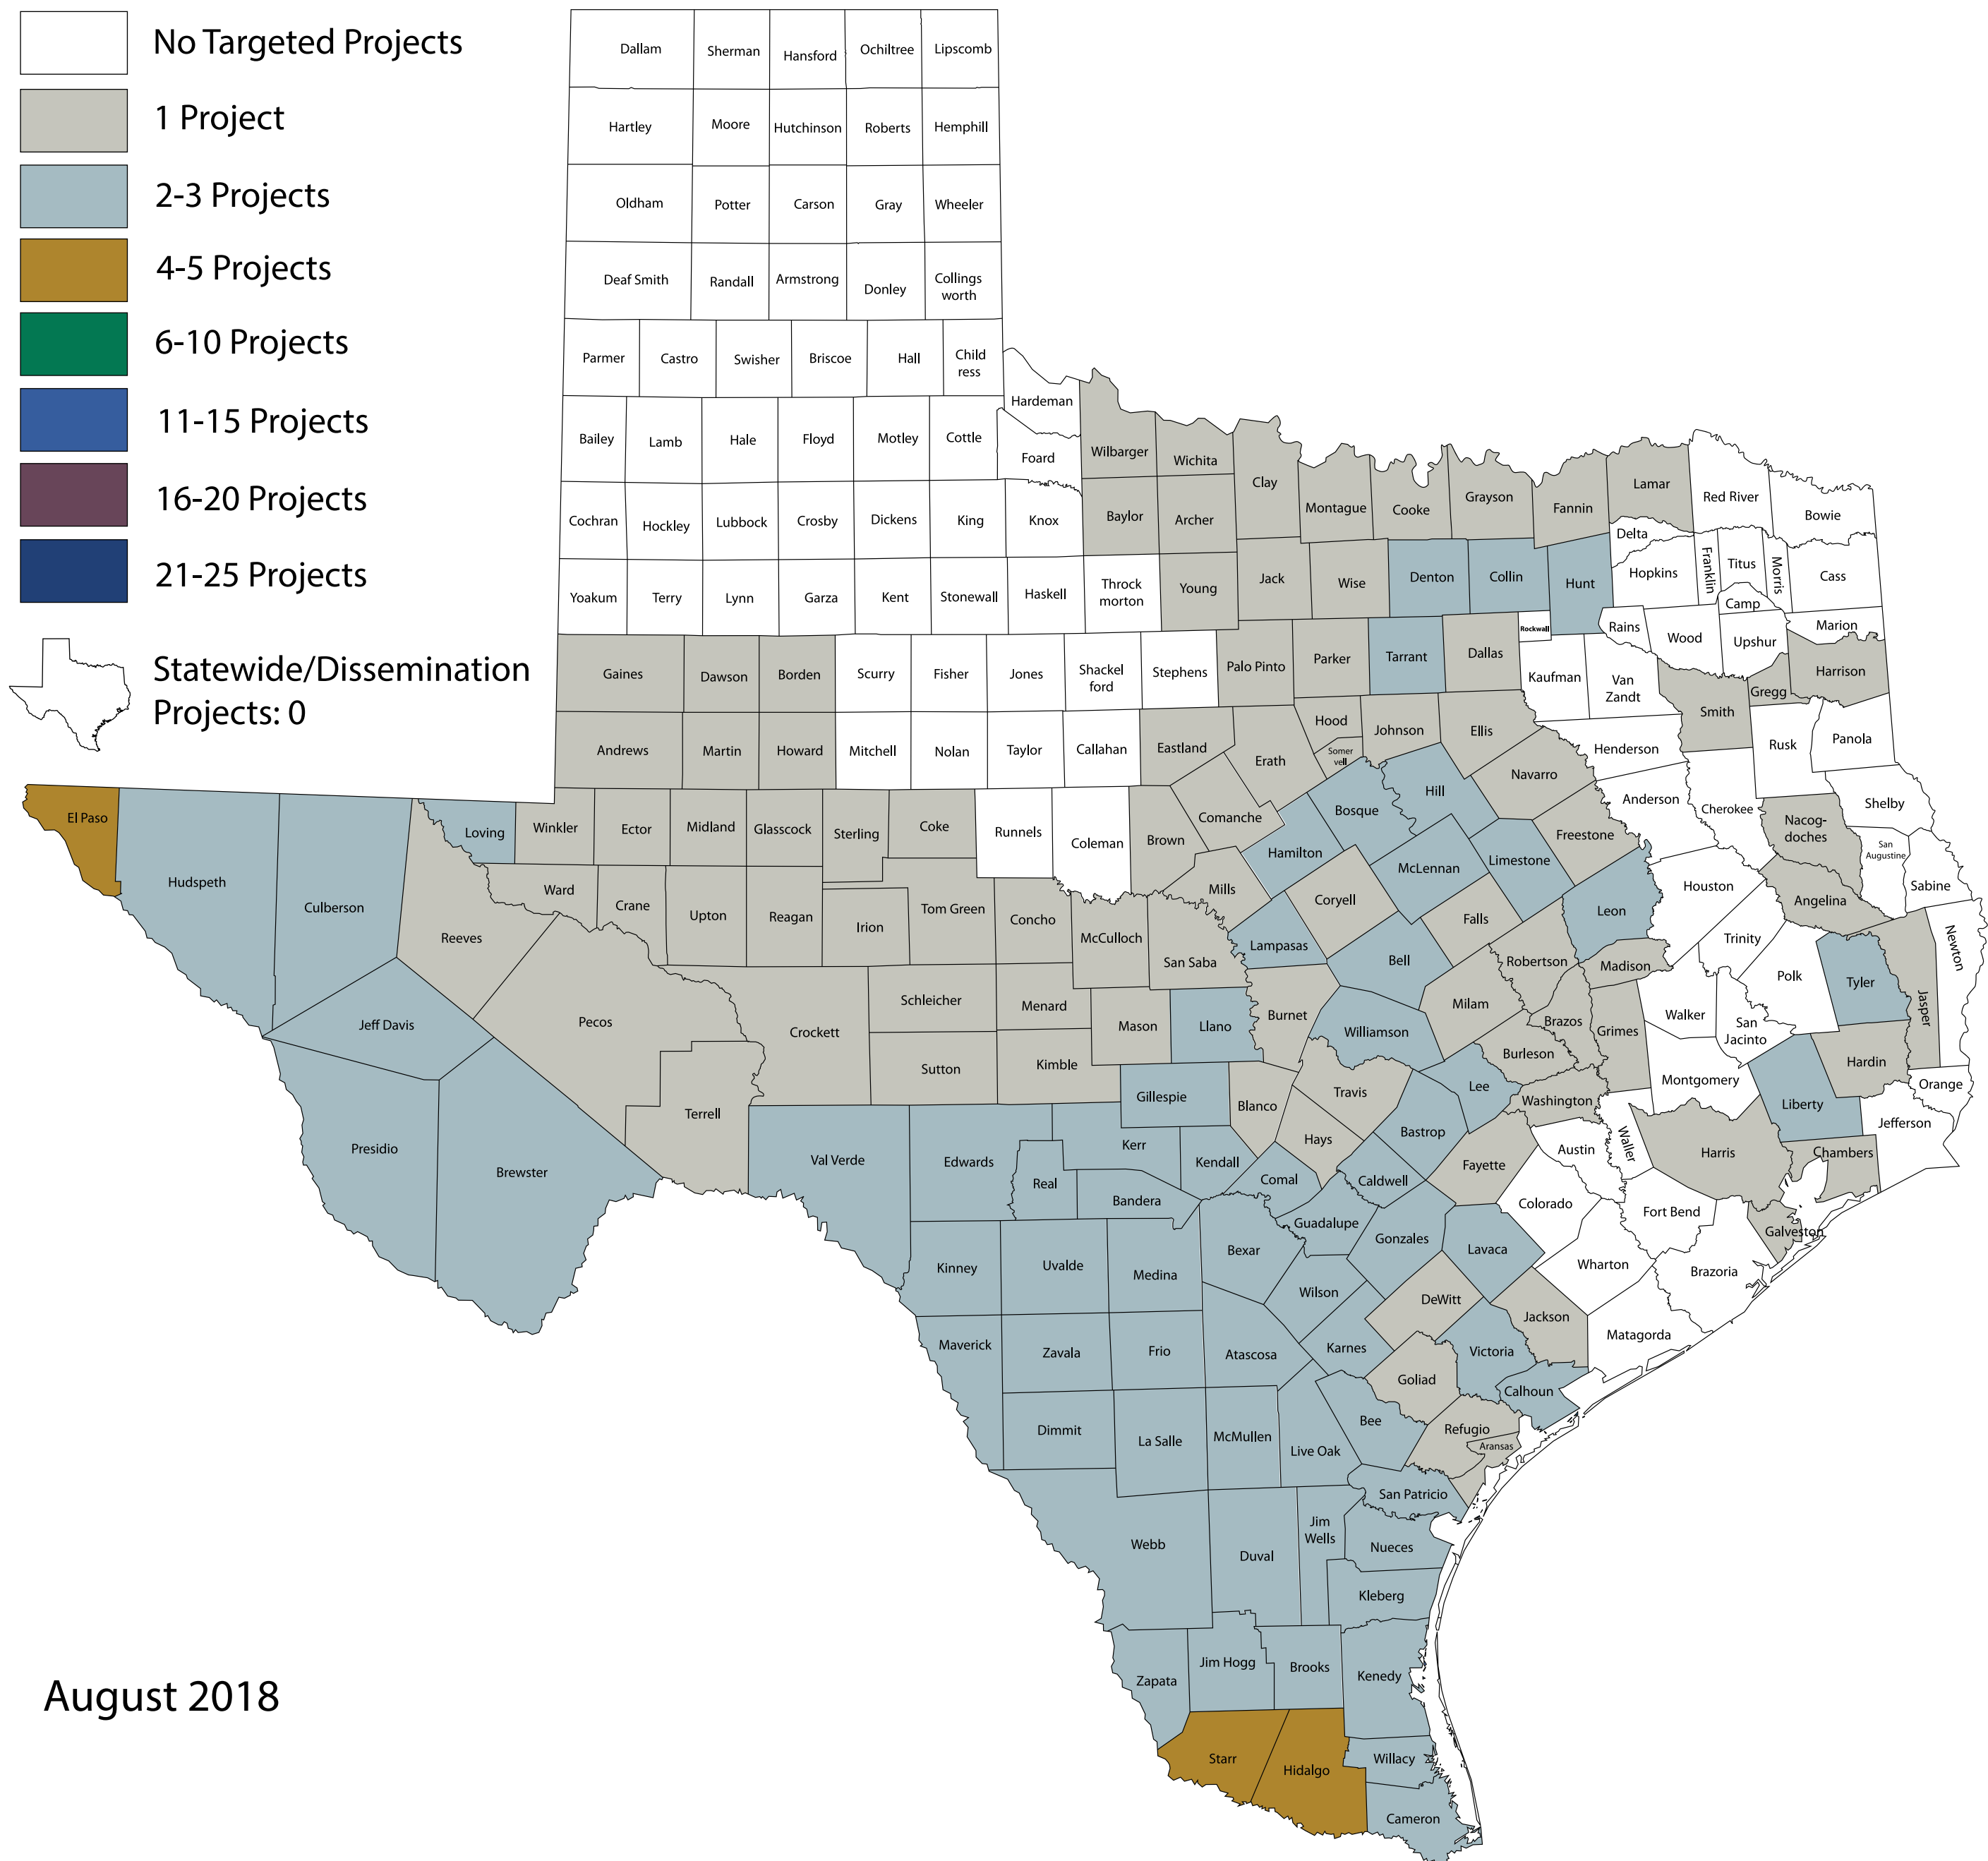 No Targeted Projects
1 Project
2-3 Projects
4-5 Projects
6-10 Projects
11-15 Projects
16-20 Projects
21-25 Projects
Statewide/Dissemination
Projects: 0
August 2018
Dallam
Sherman
Hansford
Ochiltree
Lipscomb
Hartley
Moore
Hutchinson
Roberts
Hemphill
Oldham
Potter
Carson
Gray
Wheeler
Deaf Smith
Randall
Armstrong
Donley
Collings
worth
Parmer
Castro
Swisher
Briscoe
Hall
Child
ress
Hardeman
Bailey
Lamb
Hale
Floyd
Motley
Cottle
Foard
Wilbarger
Wichita
Clay
Montague
Cooke
Grayson
Fannin
Lamar
Red River
Bowie
Cochran
Hockley
Lubbock
Crosby
Dickens
King
Knox
Baylor
Archer
Delta
Yoakum
Terry
Lynn
Garza
Kent
Stonewall
Haskell
Throck
morton
Young
Jack
Wise
Denton
Collin
Hunt
Hopkins
Franklin
Titus
Morris
Cass
Camp
Marion
Gaines
Dawson
Borden
Scurry
Fisher
Jones
Shackel
ford
Stephens
Palo Pinto
Parker
Tarrant
Dallas
Rockwall
Rains
Wood
Upshur
Kaufman
Van
Zandt
Smith
Gregg
Harrison
Andrews
Martin
Howard
Mitchell
Nolan
Taylor
Callahan
Eastland
Erath
Hood
Somer
vell
Johnson
Ellis
Henderson
Rusk
Panola
El Paso
Hudspeth
Culberson
Loving
Winkler
Ector
Midland
Glasscock
Sterling
Coke
Runnels
Coleman
Brown
Comanche
Bosque
Hill
Navarro
Anderson
Cherokee
Shelby
Freestone
Nacog-
doches
San
Augustine
Sabine
Reeves
Ward
Crane
Upton
Reagan
Irion
Tom Green
Concho
McCulloch
San Saba
Mills
Hamilton
Coryell
McLennan
Limestone
Falls
Leon
Houston
Angelina
Newton
Lampasas
Bell
Robertson
Madison
Trinity
Polk
Tyler
Jasper
Jeff Davis
Pecos
Crockett
Schleicher
Menard
Mason
Llano
Burnet
Williamson
Milam
Brazos
Grimes
Walker
San
Jacinto
Hardin
Presidio
Brewster
Terrell
Sutton
Kimble
Gillespie
Blanco
Travis
Lee
Burleson
Washington
Montgomery
Liberty
Orange
Jefferson
Val Verde
Edwards
Kerr
Real
Kendall
Bandera
Hays
Comal
Caldwell
Bastrop
Fayette
Austin
Waller
Harris
Chambers
Kinney
Uvalde
Medina
Bexar
Guadalupe
Gonzales
Lavaca
Colorado
Fort Bend
Galveston
Wharton
Brazoria
Wilson
DeWitt
Jackson
Matagorda
Maverick
Zavala
Frio
Atascosa
Karnes
Victoria
Goliad
Calhoun
Dimmit
La Salle
McMullen
Live Oak
Bee
Refugio
Aransas
San Patricio
Webb
Duval
Jim
Wells
Nueces
Kleberg
Zapata
Jim Hogg
Brooks
Kenedy
Starr
Hidalgo
Willacy
Cameron